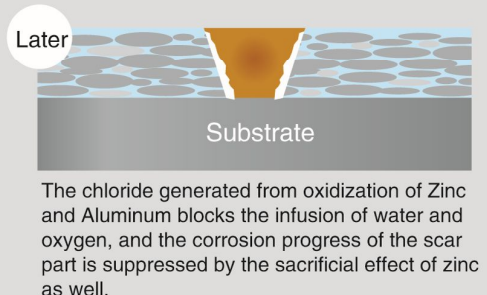 Later
Substrate
The chloride generated from oxidization of Zinc
and Aluminum blocks the infusion of water and
oxygen, and the corrosion progress of the scar
part is suppressed by the sacrificial effect of zinc
as well.